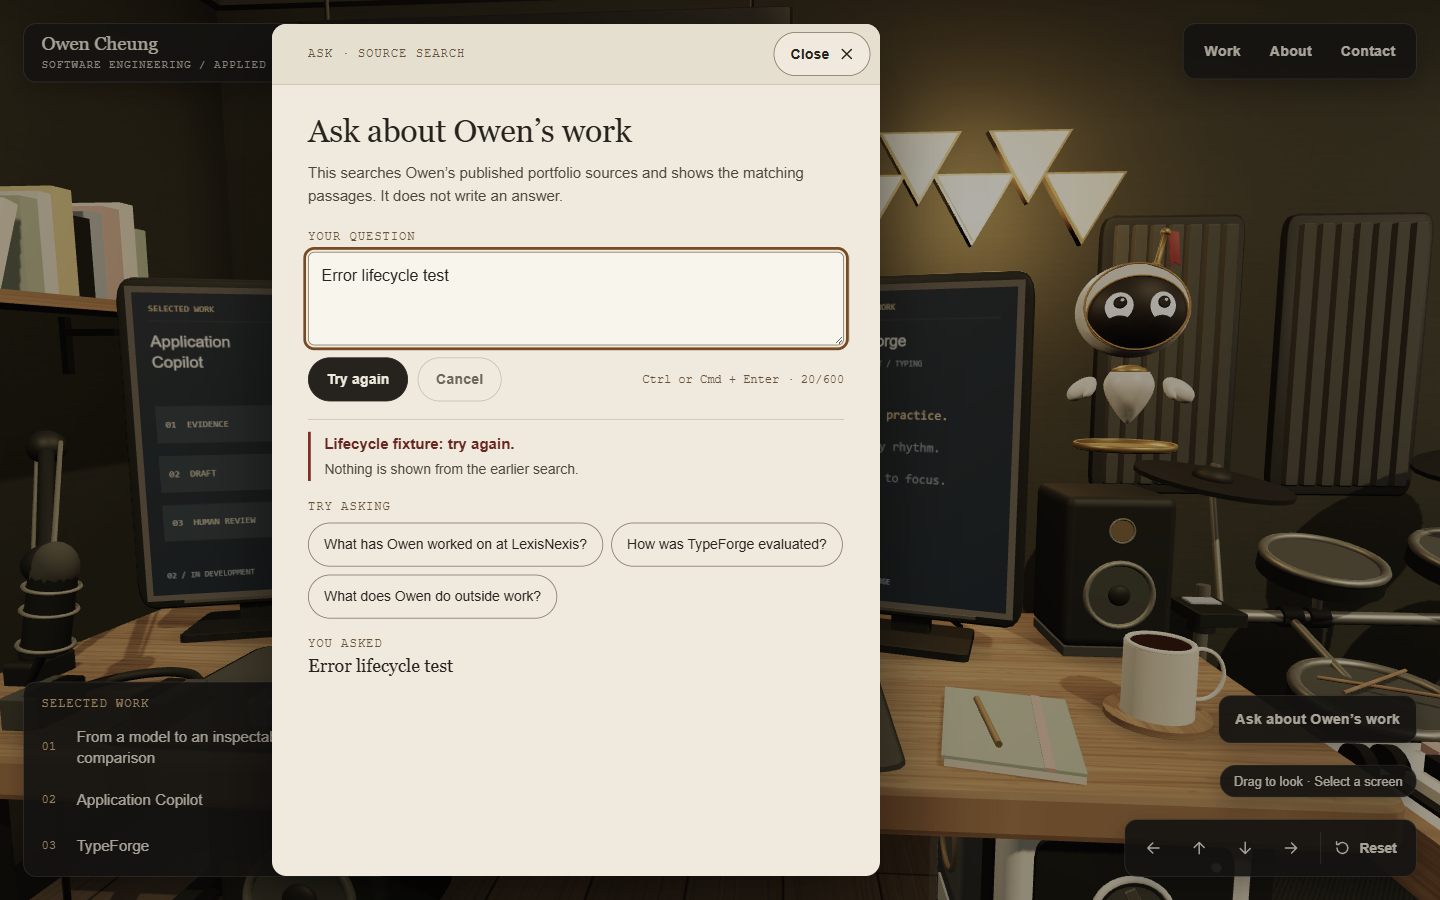 Owen Cheung
SOFTWARE ENGINEERING / APPLIED
Work
About
Contact
ASK · SOURCE SEARCH
Close
Ask about Owen’s work
This searches Owen’s published portfolio sources and shows the matching
passages. It does not write an answer.
YOUR QUESTION
Error lifecycle test
Try again
Cancel
Ctrl or Cmd + Enter · 20/600
Lifecycle fixture: try again.
Nothing is shown from the earlier search.
TRY ASKING
What has Owen worked on at LexisNexis?
How was TypeForge evaluated?
What does Owen do outside work?
YOU ASKED
Error lifecycle test
SELECTED WORK
Application
Copilot
01 EVIDENCE
02 DRAFT
03 HUMAN REVIEW
02 / IN DEVELOPMENT
/ TYPING
practice.
rhythm.
to focus.
SELECTED WORK
01 From a model to an inspectab
comparison
02 Application Copilot
03 TypeForge
Ask about Owen’s work
Drag to look · Select a screen
Reset